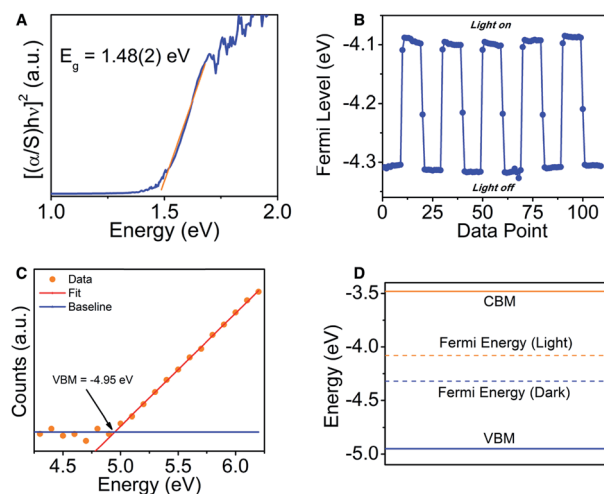 A
E_g = 1.48(2) eV
[(α/S)hν]² (a.u.)
1.0 1.5 2.0
Energy (eV)
B
Light on
-4.1
-4.2
-4.3
Fermi Level (eV)
Light off
0 25 50 75 100
Data Point
C
Data
Fit
Baseline
VBM = -4.95 eV
Counts (a.u.)
4.5 5.0 5.5 6.0
Energy (eV)
D
-3.5
-4.0
-4.5
-5.0
Energy (eV)
CBM
Fermi Energy (Light)
Fermi Energy (Dark)
VBM